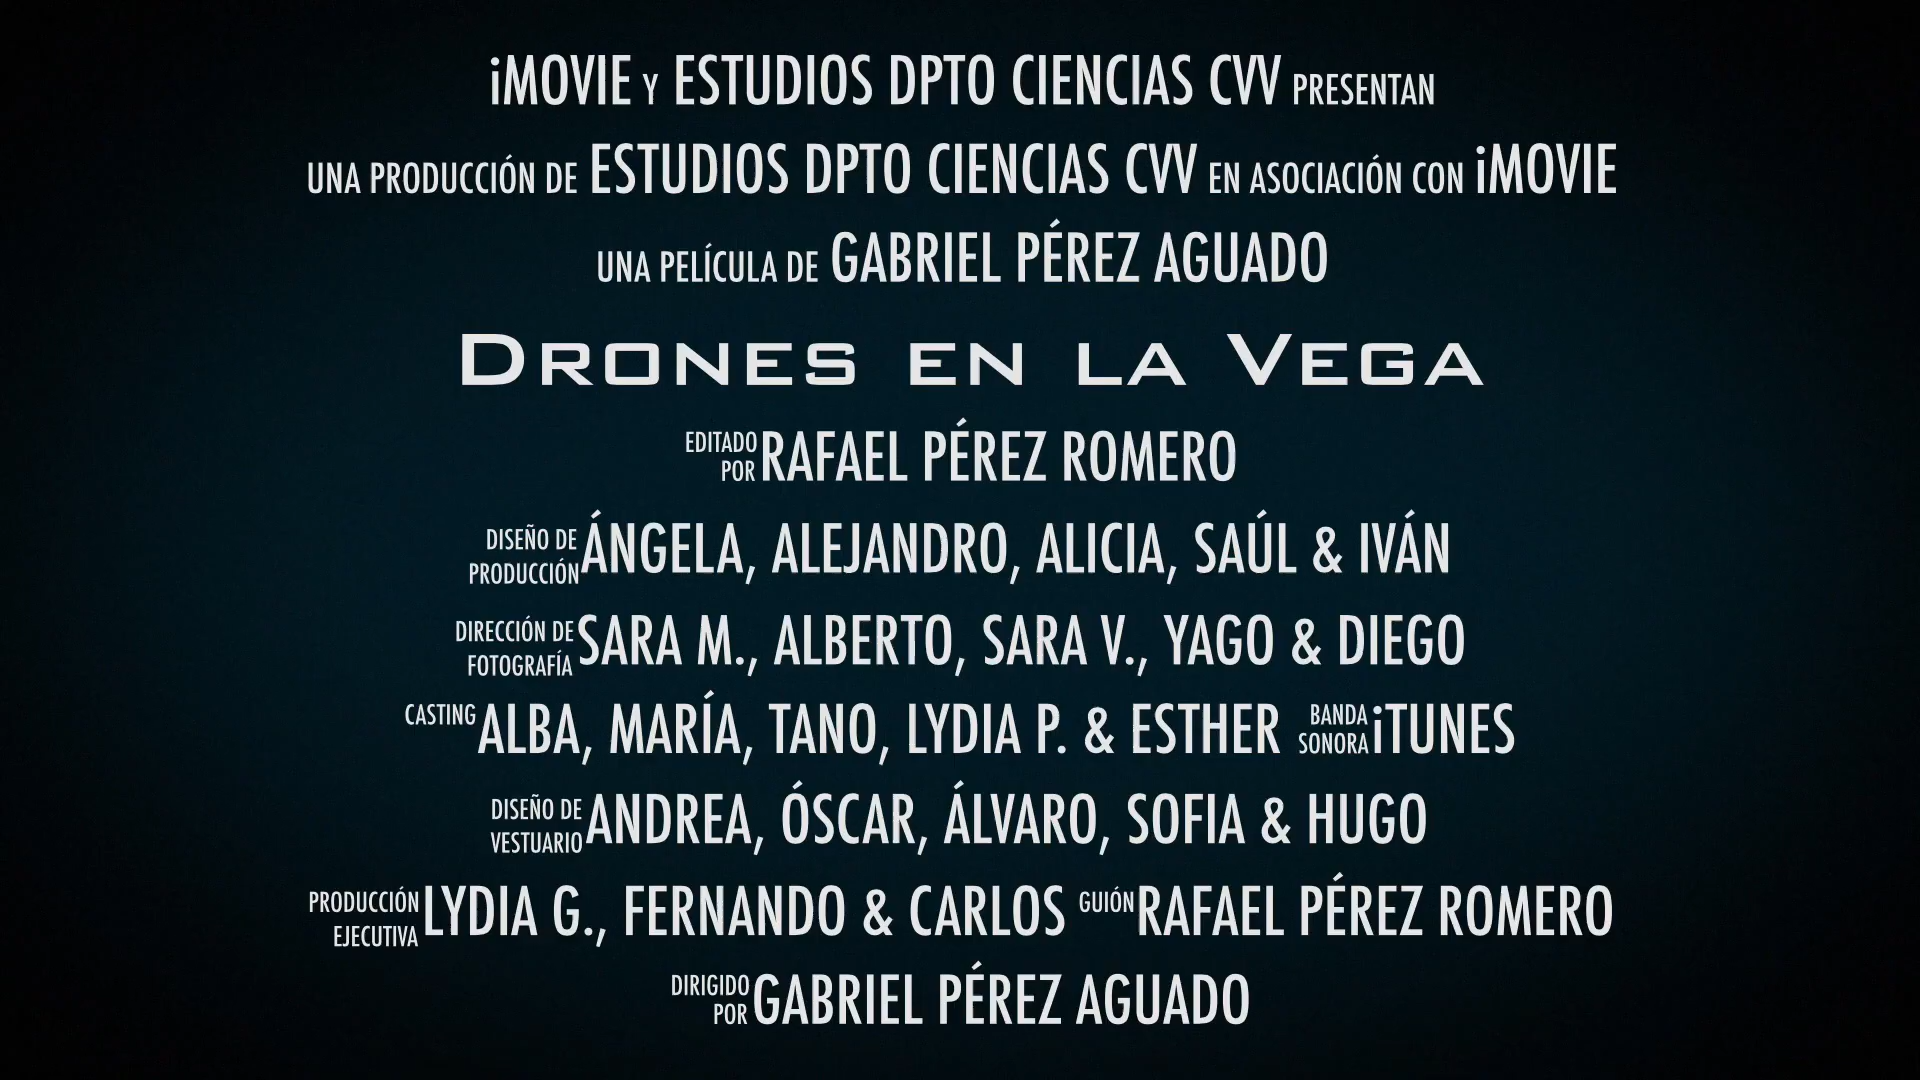 iMOVIE Y ESTUDIOS DPTO CIENCIAS CVV PRESENTAN
UNA PRODUCCIÓN DE ESTUDIOS DPTO CIENCIAS CVV EN ASOCIACIÓN CON iMOVIE
UNA PELÍCULA DE GABRIEL PÉREZ AGUADO
DRONES EN LA VEGA
EDITADO POR RAFAEL PÉREZ ROMERO
DISEÑO DE PRODUCCIÓN ÁNGELA, ALEJANDRO, ALICIA, SAÚL & IVÁN
DIRECCIÓN DE FOTOGRAFÍA SARA M., ALBERTO, SARA V., YAGO & DIEGO
CASTING ALBA, MARÍA, TANO, LYDIA P. & ESTHER BANDA SONORA iTUNES
DISEÑO DE VESTUARIO ANDREA, ÓSCAR, ÁLVARO, SOFIA & HUGO
PRODUCCIÓN EJECUTIVA LYDIA G., FERNANDO & CARLOS GUIÓN RAFAEL PÉREZ ROMERO
DIRIGIDO POR GABRIEL PÉREZ AGUADO